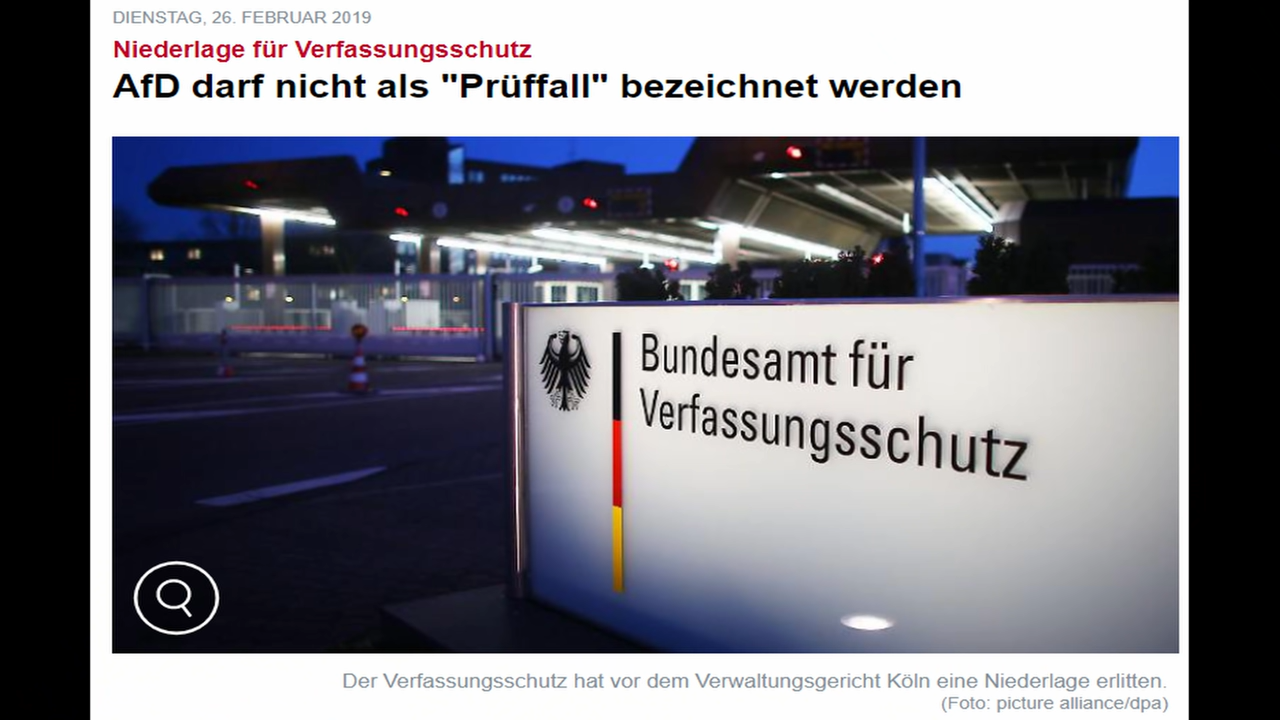 DIENSTAG, 26. FEBRUAR 2019
Niederlage für Verfassungsschutz
AfD darf nicht als "Prüffall" bezeichnet werden
Bundesamt für
Verfassungsschutz
Der Verfassungsschutz hat vor dem Verwaltungsgericht Köln eine Niederlage erlitten.
(Foto: picture alliance/dpa)